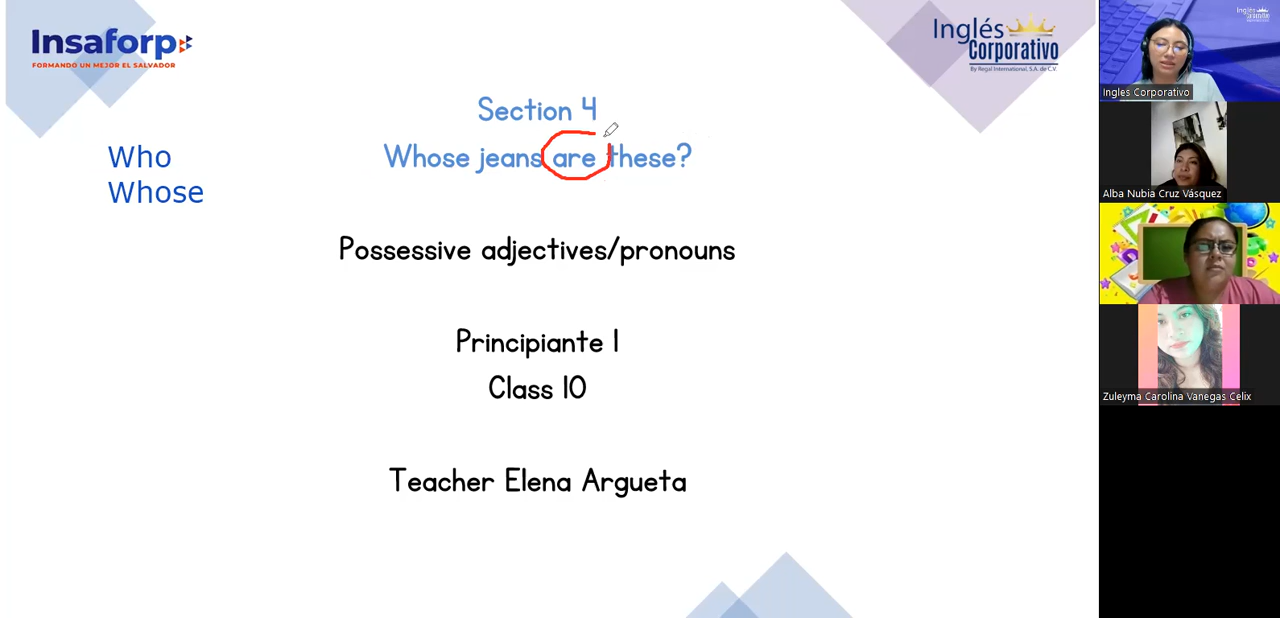 Insaforp
FORMANDO UN MEJOR EL SALVADOR
Inglés
Corporativo
By Regal International, S.A. de C.V.
Section 4
Whose jeans are these?
Who
Whose
Possessive adjectives/pronouns
Principiante 1
Class 10
Teacher Elena Argueta
Inglés
Corporativo
Ingles Corporativo
Alba Nubia Cruz Vásquez
Zuleyma Carolina Vanegas Celix